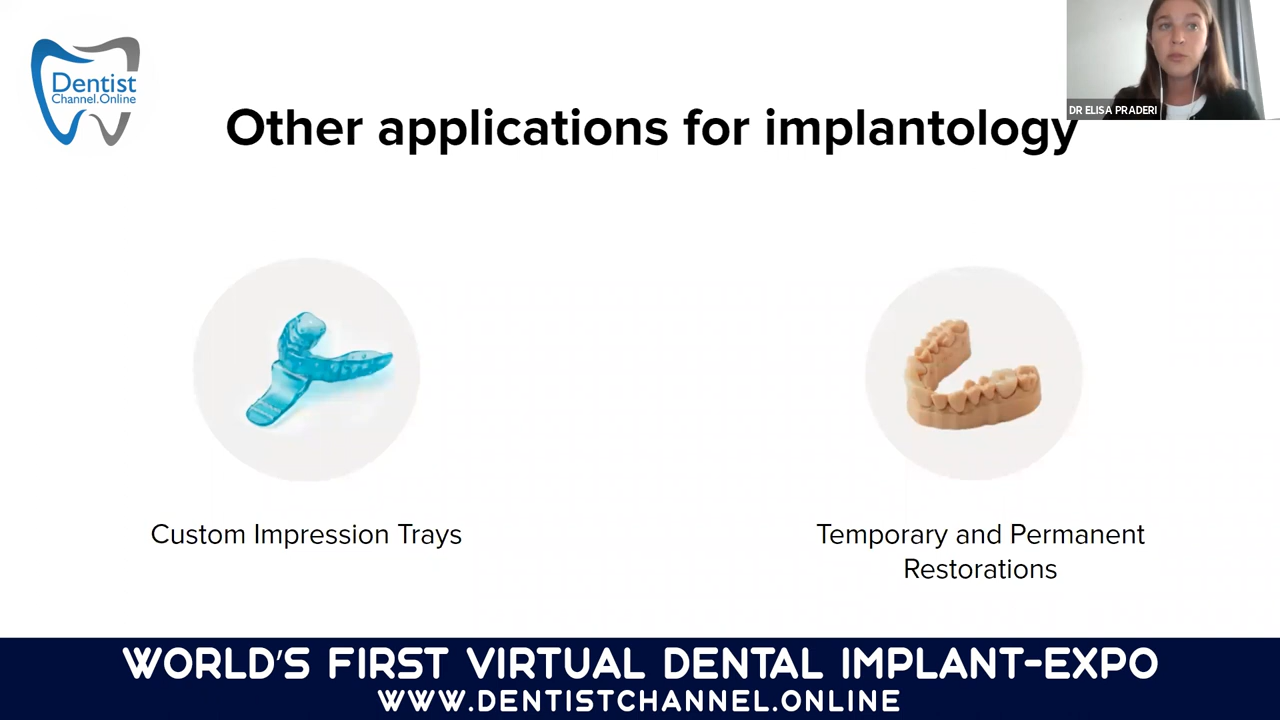 Dentist
Channel.Online
DR ELISA PRADERI
Other applications for implantology
Custom Impression Trays
Temporary and Permanent
Restorations
WORLD'S FIRST VIRTUAL DENTAL IMPLANT-EXPO
WWW.DENTISTCHANNEL.ONLINE